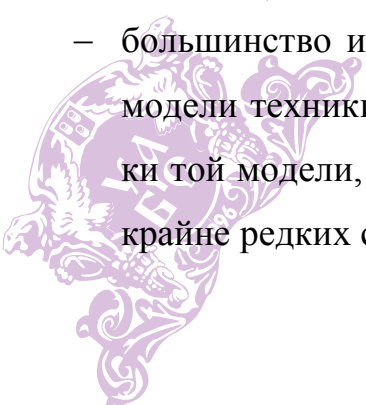 – большинство и
модели техники
ки той модели,
крайне редких с